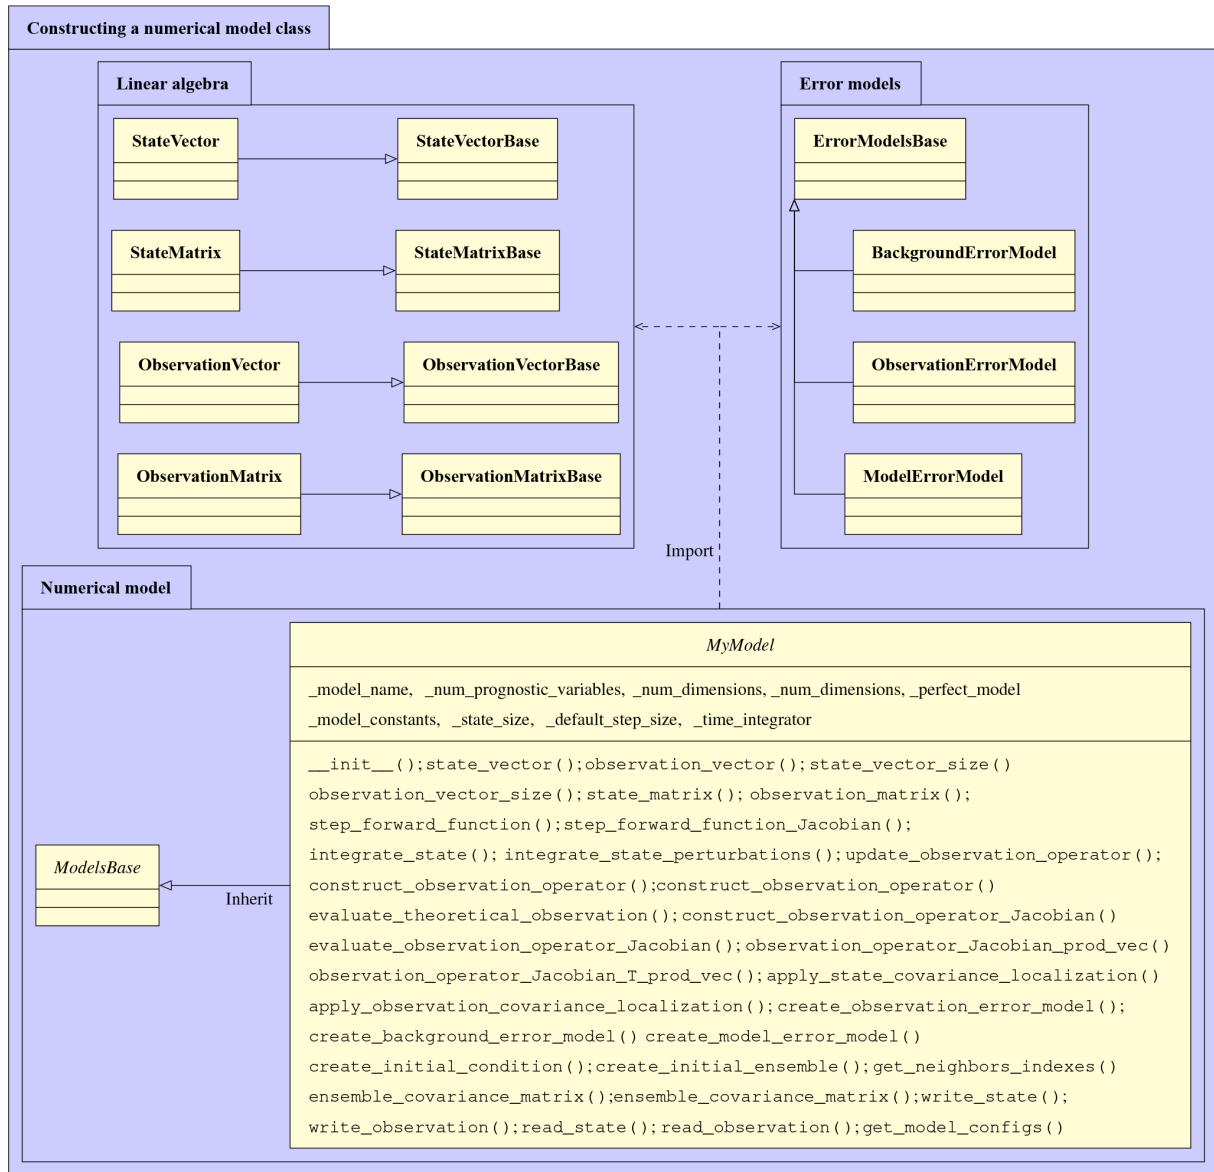 Constructing a numerical model class
Linear algebra
StateVector
StateVectorBase
StateMatrix
StateMatrixBase
ObservationVector
ObservationVectorBase
ObservationMatrix
ObservationMatrixBase
Error models
ErrorModelsBase
BackgroundErrorModel
ObservationErrorModel
ModelErrorModel
Import
Numerical model
ModelsBase
Inherit
MyModel
_model_name, _num_prognostic_variables, _num_dimensions, _num_dimensions, _perfect_model
_model_constants, _state_size, _default_step_size, _time_integrator
__init__();state_vector();observation_vector();state_vector_size()
observation_vector_size();state_matrix(); observation_matrix();
step_forward_function();step_forward_function_Jacobian();
integrate_state(); integrate_state_perturbations();update_observation_operator();
construct_observation_operator();construct_observation_operator()
evaluate_theoretical_observation();construct_observation_operator_Jacobian()
evaluate_observation_operator_Jacobian();observation_operator_Jacobian_prod_vec()
observation_operator_Jacobian_T_prod_vec();apply_state_covariance_localization()
apply_observation_covariance_localization();create_observation_error_model();
create_background_error_model() create_model_error_model()
create_initial_condition();create_initial_ensemble();get_neighbors_indexes()
ensemble_covariance_matrix();ensemble_covariance_matrix();write_state();
write_observation();read_state();read_observation();get_model_configs()